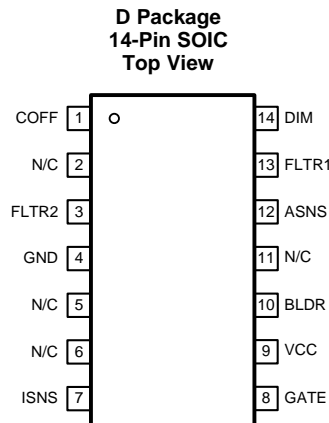 D Package
14-Pin SOIC
Top View
COFF 1 14 DIM
N/C 2 13 FLTR1
FLTR2 3 12 ASNS
GND 4 11 N/C
N/C 5 10 BLDR
N/C 6 9 VCC
ISNS 7 8 GATE